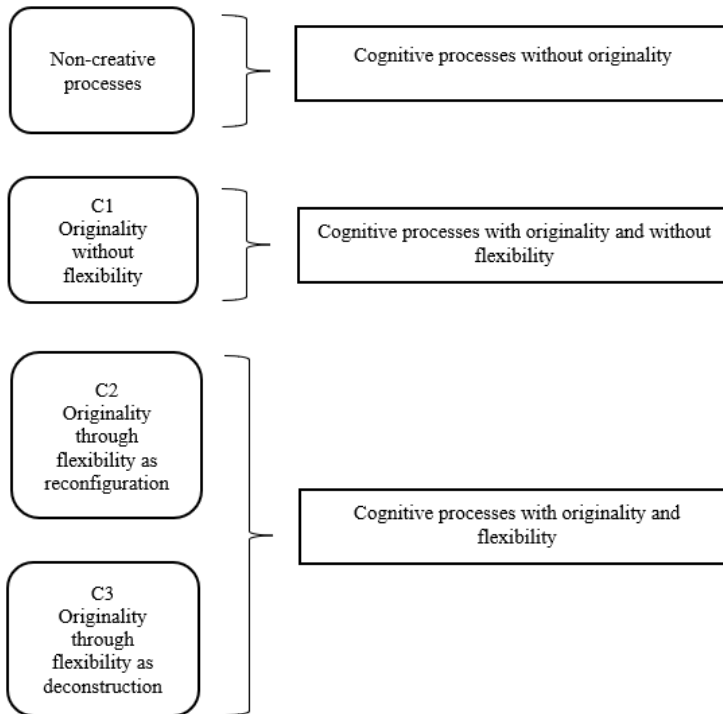 Non-creative
processes
Cognitive processes without originality
C1
Originality
without
flexibility
Cognitive processes with originality and without
flexibility
C2
Originality
through
flexibility as
reconfiguration
C3
Originality
through
flexibility as
deconstruction
Cognitive processes with originality and
flexibility